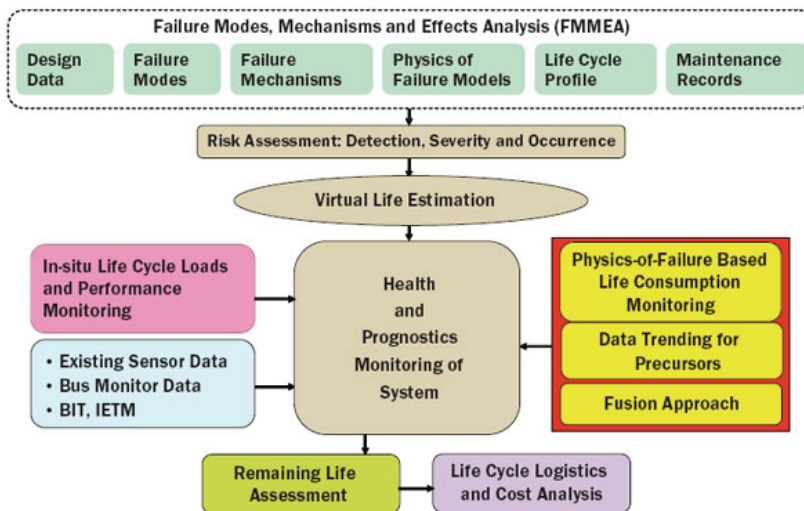 Failure Modes, Mechanisms and Effects Analysis (FMMEA)
Design
Data
Failure
Modes
Failure
Mechanisms
Physics of
Failure Models
Life Cycle
Profile
Maintenance
Records
Risk Assessment: Detection, Severity and Occurrence
Virtual Life Estimation
In-situ Life Cycle Loads
and Performance
Monitoring
• Existing Sensor Data
• Bus Monitor Data
• BIT, IETM
Health
and
Prognostics
Monitoring of
System
Physics-of-Failure Based
Life Consumption
Monitoring
Data Trending for
Precursors
Fusion Approach
Remaining Life
Assessment
Life Cycle Logistics
and Cost Analysis